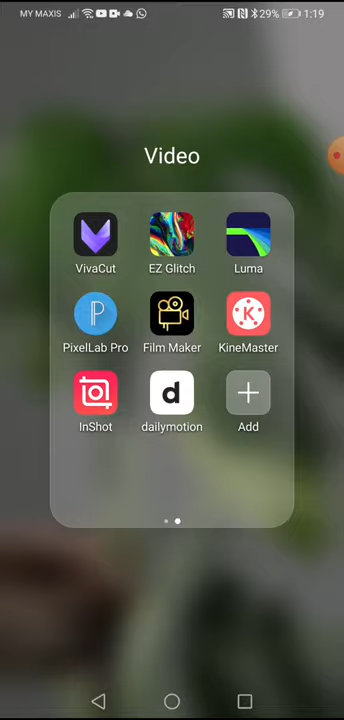 MY MAXIS 29% 1:19
Video
VivaCut EZ Glitch Luma
PixelLab Pro Film Maker KineMaster
InShot dailymotion Add